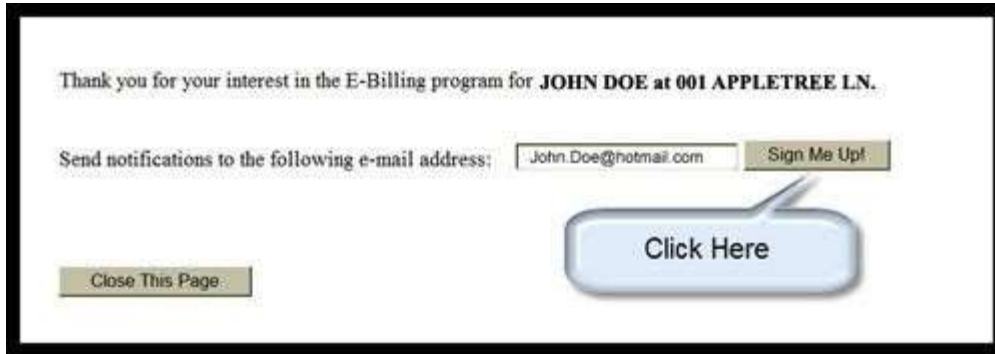 Thank you for your interest in the E-Billing program for JOHN DOE at 001 APPLETREE LN.
Send notifications to the following e-mail address: John.Doe@hotmail.com Sign Me Up!
Click Here
Close This Page